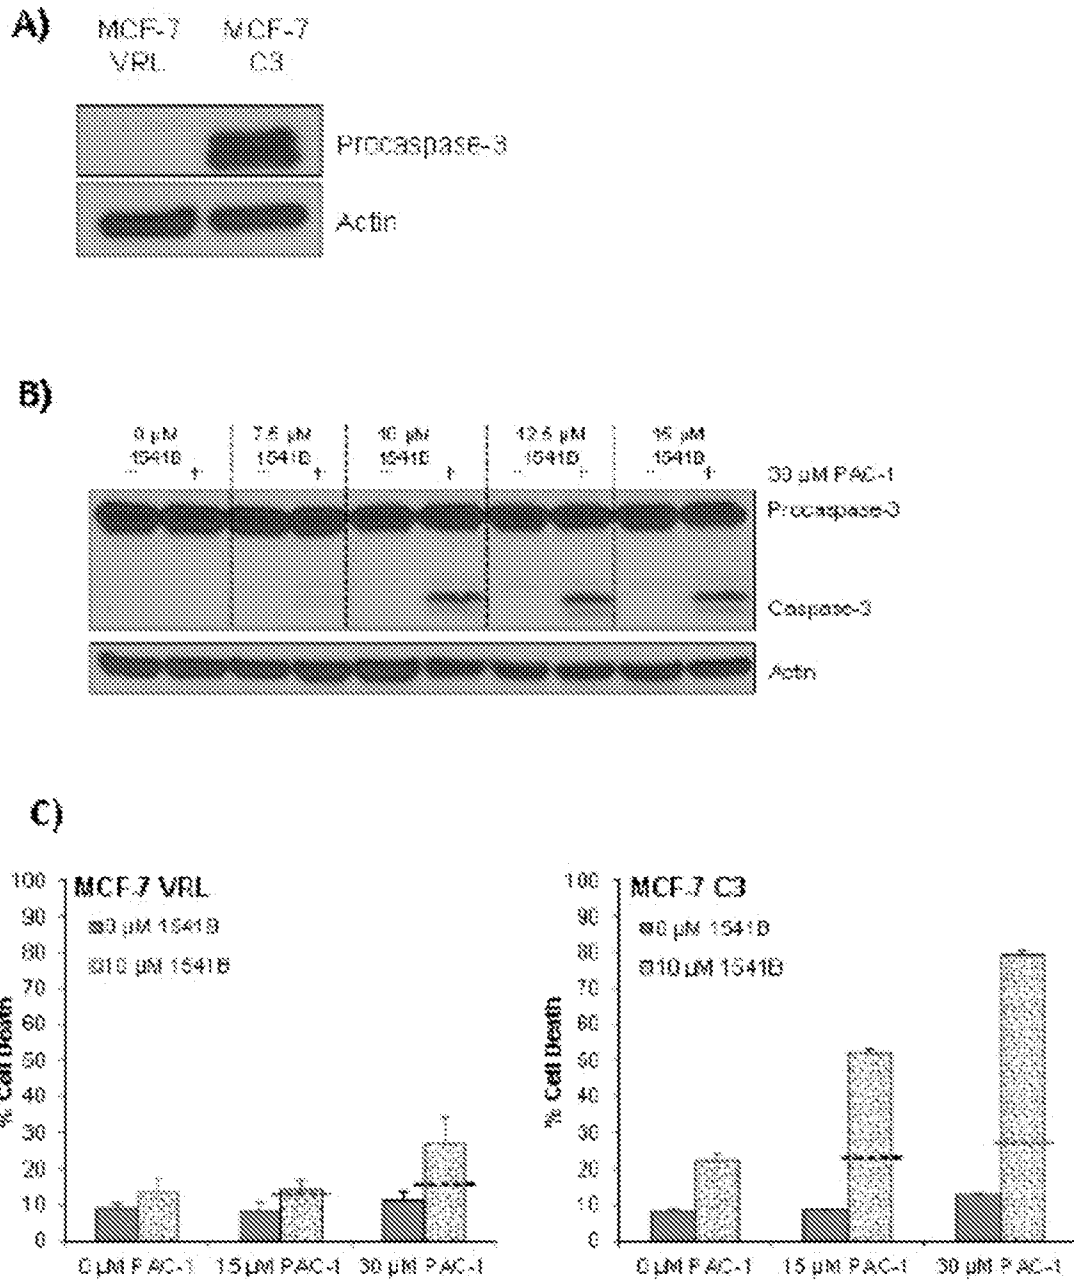 A)
MCF-7 MCF-7
VRL C3
Procaspase-3
Actin
B)
0 µM 7.5 µM 10 µM 12.5 µM 15 µM
1541B 1541B 1541B 1541B 1541B
- + - + - + - + - + 30 µM PAC-1
Procaspase-3
Caspase-3
Actin
C)
MCF-7 VRL
0 µM 1541B
10 µM 1541B
% Cell Death
100
90
80
70
60
50
40
30
20
10
0
0 µM PAC-1 15 µM PAC-1 30 µM PAC-1
MCF-7 C3
0 µM 1541B
10 µM 1541B
% Cell Death
100
90
80
70
60
50
40
30
20
10
0
0 µM PAC-1 15 µM PAC-1 30 µM PAC-1